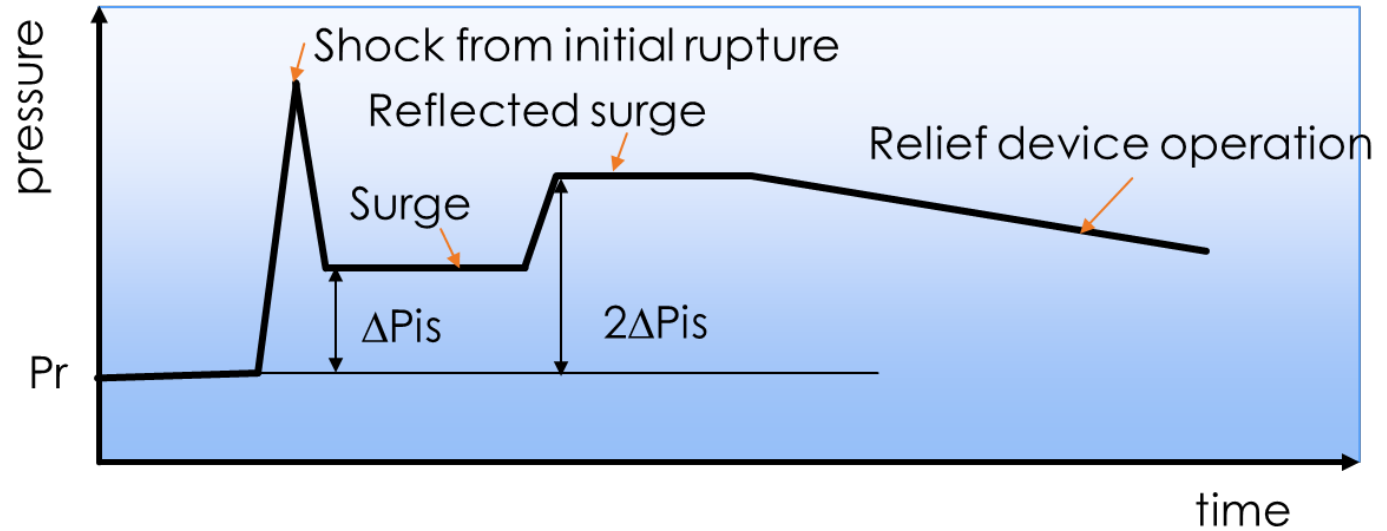 pressure
Shock from initial rupture
Reflected surge
Relief device operation
Surge
ΔPis
2ΔPis
Pr
time